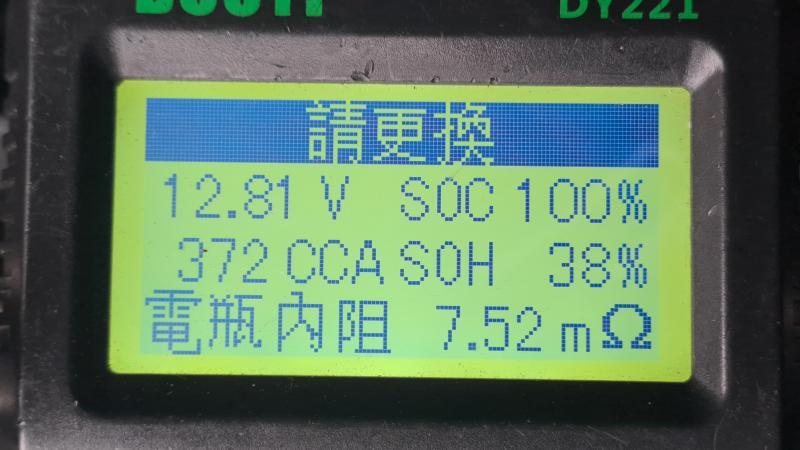 DY221
請更換
12.81 V SOC 100%
372 CCA SOH 38%
電瓶內阻 7.52 mΩ